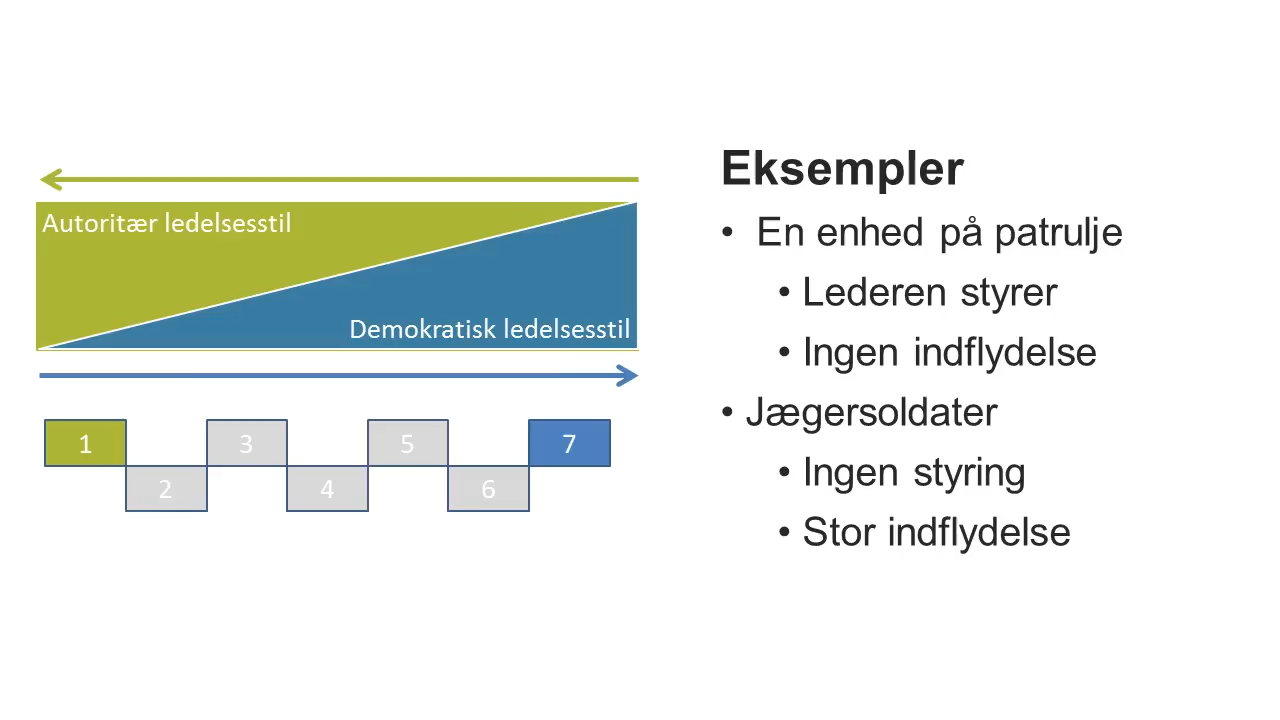 Autoritær ledelsesstil
Demokratisk ledelsesstil
1
3
5
7
2
4
6
Eksempler
• En enhed på patrulje
• Lederen styrer
• Ingen indflydelse
• Jægersoldater
• Ingen styring
• Stor indflydelse